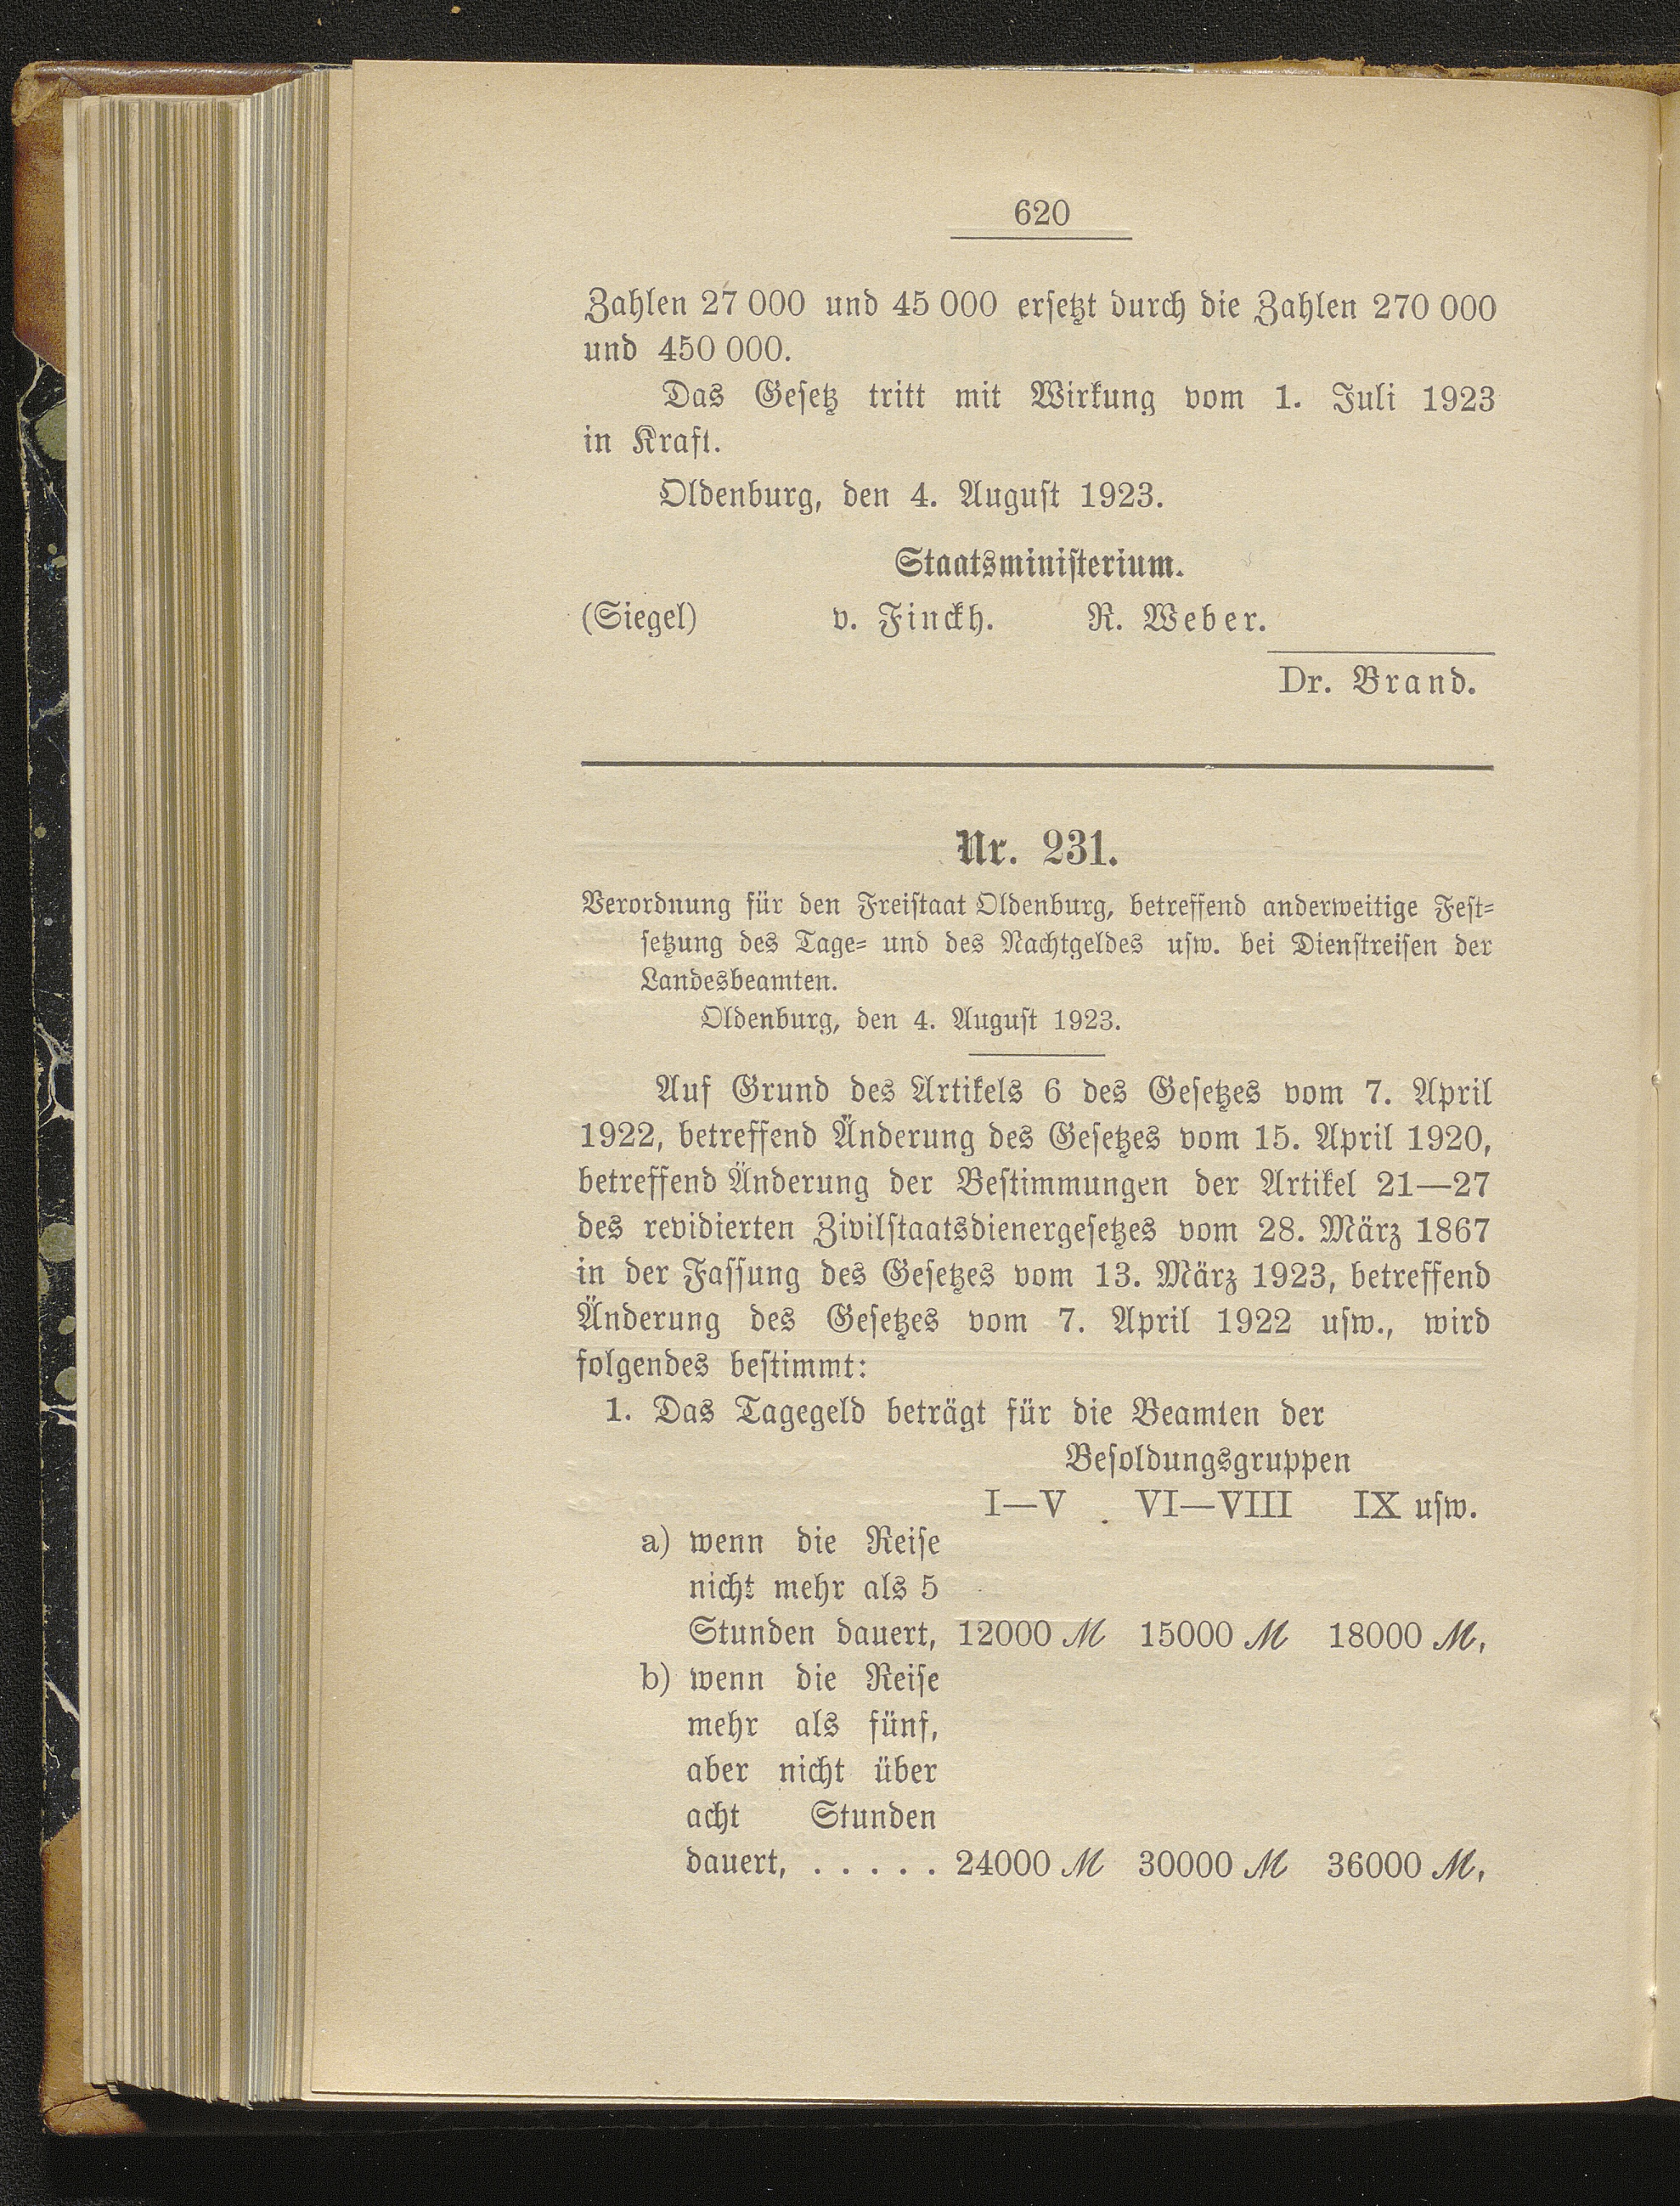 620
Zahlen 27 000 und 45 000 ersetzt durch die Zahlen 270 000
und 450 000.
Das Gesetz tritt mit Wirkung vom 1. Juli 1923
in Kraft.
Oldenburg, den 4. August 1923.
Staatsministerium.
(Siegel) v. Finckh. R. Weber.
Dr. Brand.
Nr. 231.
Verordnung für den Freistaat Oldenburg, betreffend anderweitige Fest-
setzung des Tage- und des Nachtgeldes usw. bei Dienstreisen der
Landesbeamten.
Oldenburg, den 4. August 1923.
Auf Grund des Artikels 6 des Gesetzes vom 7. April
1922, betreffend Änderung des Gesetzes vom 15. April 1920,
betreffend Änderung der Bestimmungen der Artikel 21—27
des revidierten Zivilstaatsdienergesetzes vom 28. März 1867
in der Fassung des Gesetzes vom 13. März 1923, betreffend
Änderung des Gesetzes vom 7. April 1922 usw., wird
folgendes bestimmt:
1. Das Tagegeld beträgt für die Beamten der
Besoldungsgruppen
I—V VI—VIII IX usw.
a) wenn die Reise
nicht mehr als 5
Stunden dauert, 12000 ℳ 15000 ℳ 18000 ℳ,
b) wenn die Reise
mehr als fünf,
aber nicht über
acht Stunden
dauert, . . . . . 24000 ℳ 30000 ℳ 36000 ℳ,